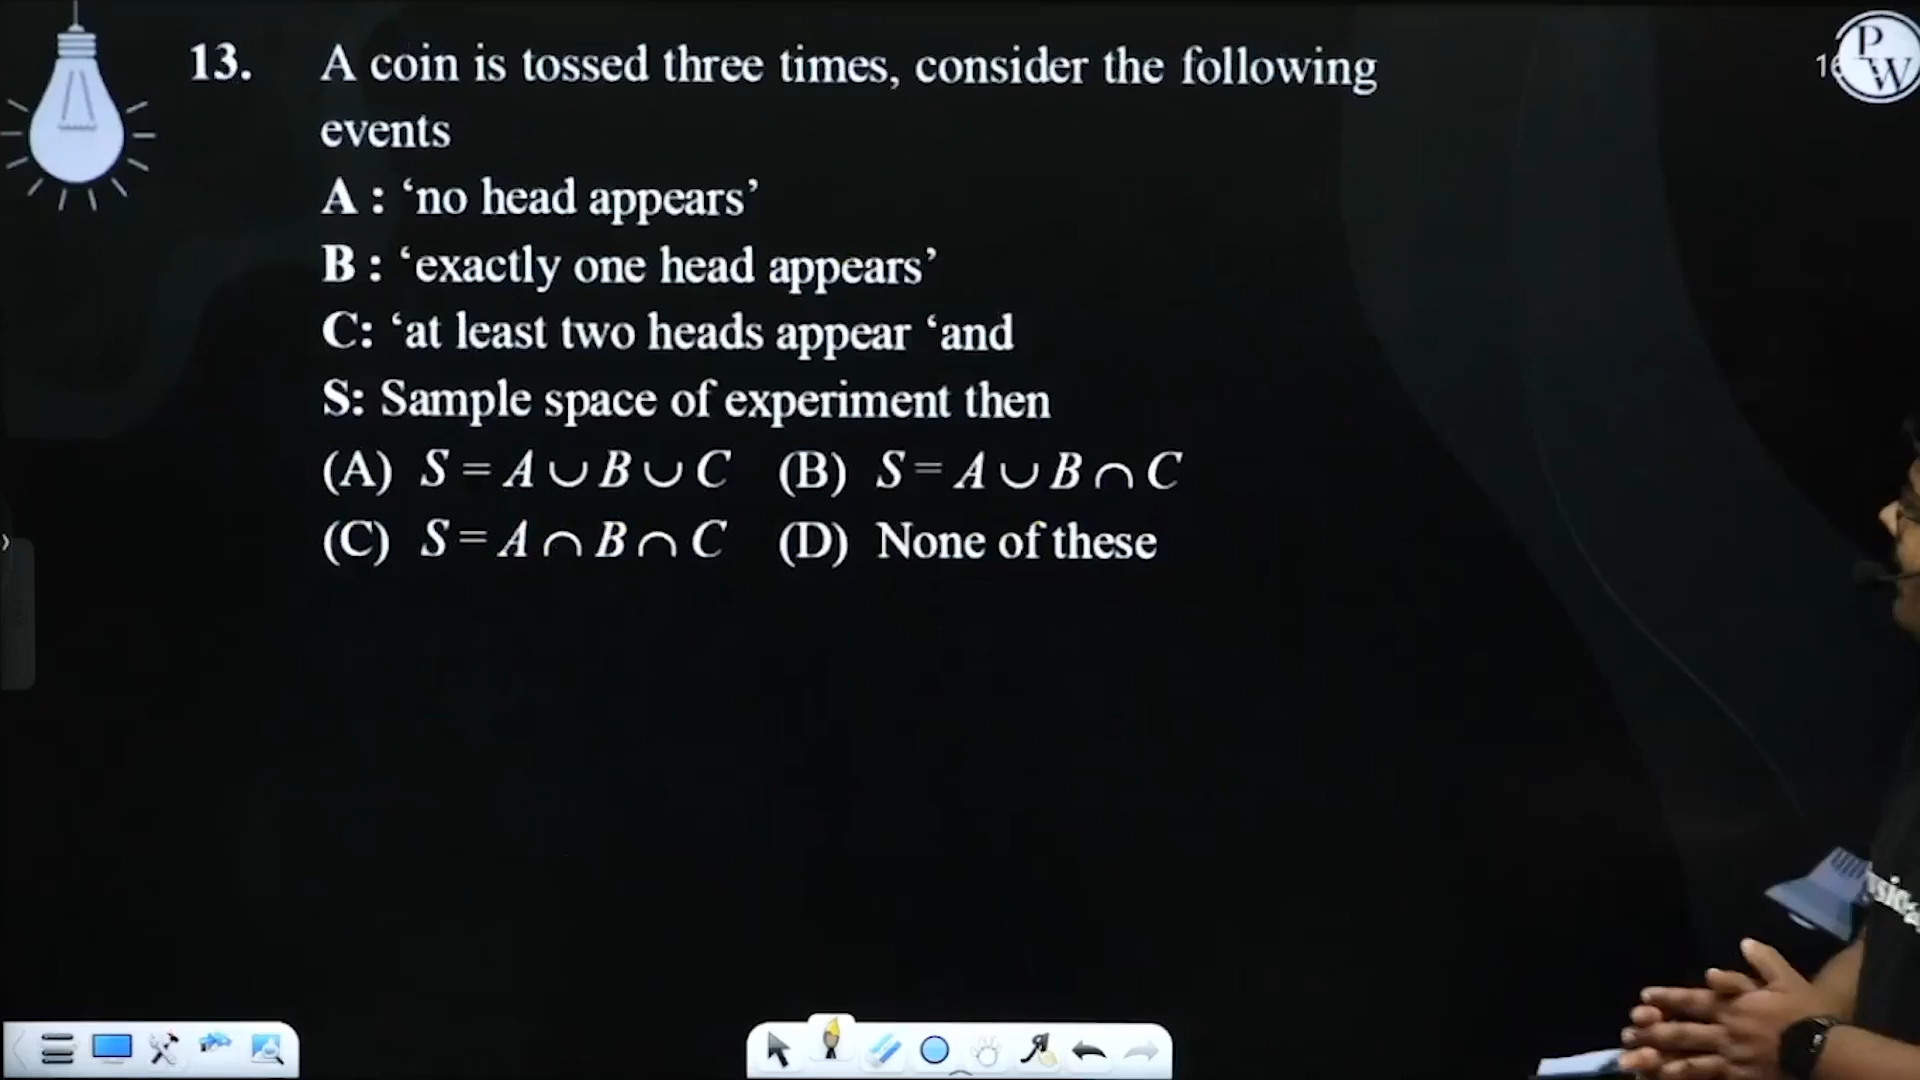 13. A coin is tossed three times, consider the following
events
A : ‘no head appears’
B : ‘exactly one head appears’
C: ‘at least two heads appear ‘and
S: Sample space of experiment then
(A) S = A ∪ B ∪ C (B) S = A ∪ B ∩ C
(C) S = A ∩ B ∩ C (D) None of these
PW